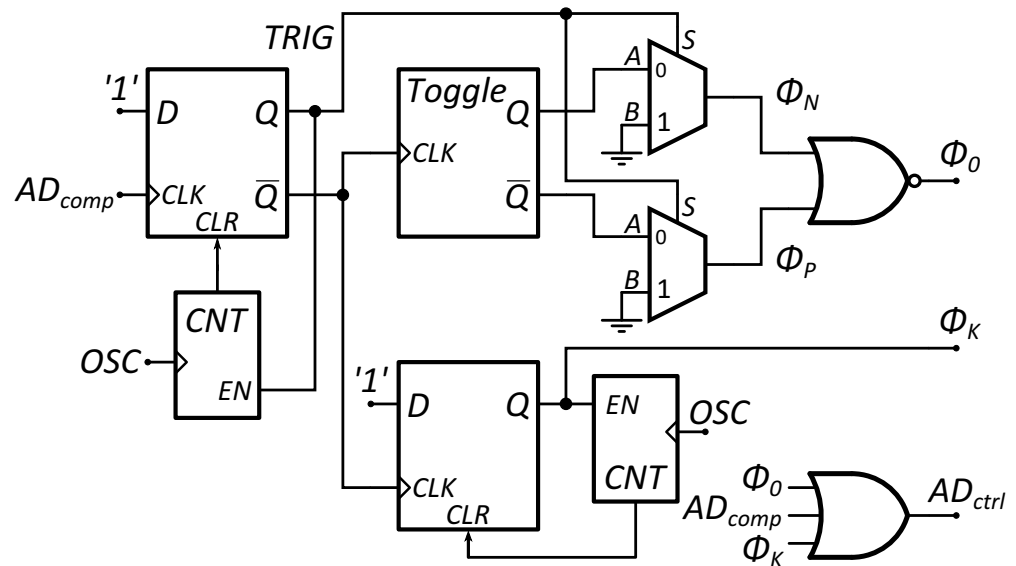 TRIG
'1'
D
Q
AD_comp
CLK
Q̅
CLR
CNT
OSC
EN
Toggle
Q
CLK
Q̅
A
0
S
B
1
Φ_N
A
0
S
B
1
Φ_P
Φ_0
Φ_K
'1'
D
Q
CLK
CLR
EN
OSC
CNT
Φ_0
AD_comp
Φ_K
AD_ctrl